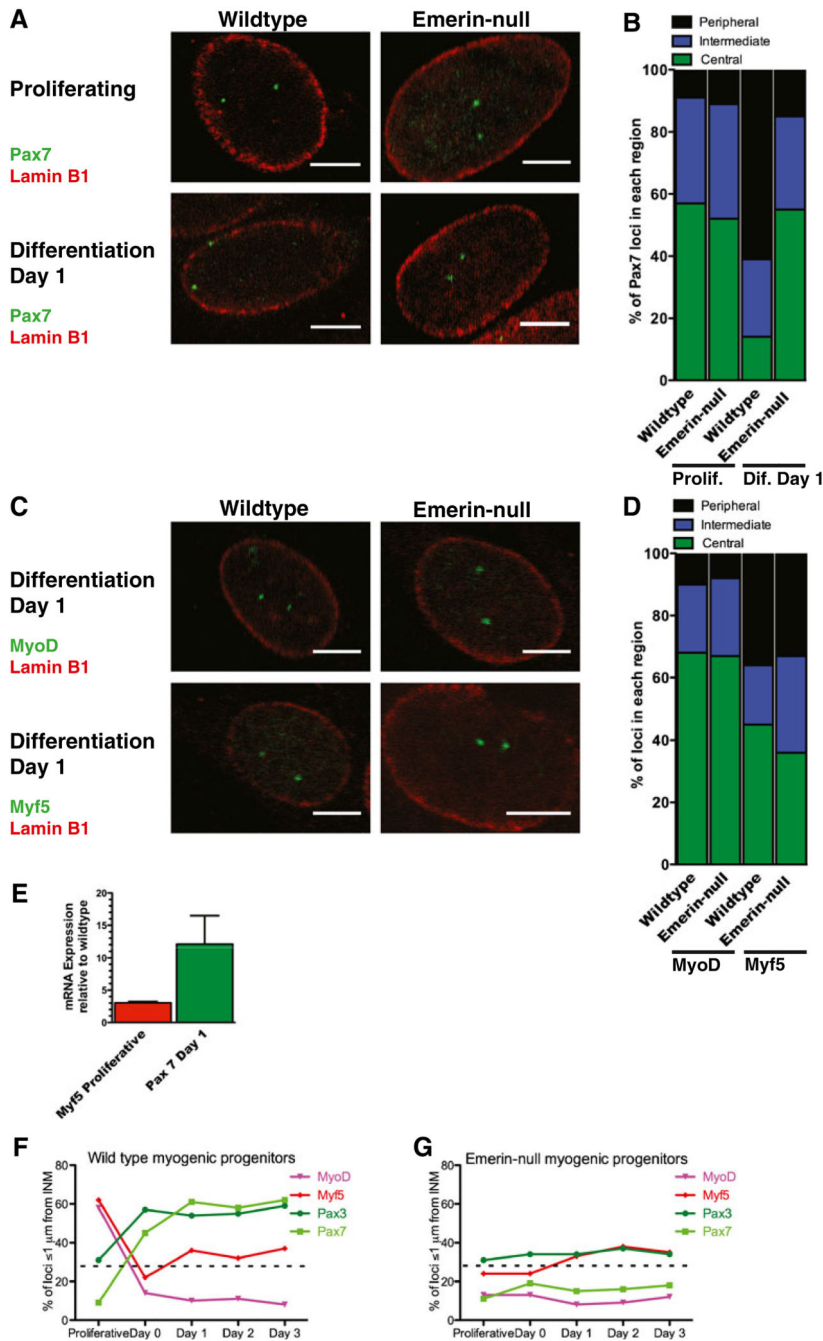 A
Wildtype
Emerin-null
Proliferating
Pax7
Lamin B1
Differentiation
Day 1
Pax7
Lamin B1
B
Peripheral
Intermediate
Central
% of Pax7 loci in each region
100
80
60
40
20
0
Wildtype
Emerin-null
Wildtype
Emerin-null
Prolif.
Dif. Day 1
C
Wildtype
Emerin-null
Differentiation
Day 1
MyoD
Lamin B1
Differentiation
Day 1
Myf5
Lamin B1
D
Peripheral
Intermediate
Central
% of loci in each region
100
80
60
40
20
0
Wildtype
Emerin-null
Wildtype
Emerin-null
MyoD
Myf5
E
mRNA Expression
relative to wildtype
20
15
10
5
0
Myf5 Proliferative
Pax 7 Day 1
F
Wild type myogenic progenitors
% of loci ≤1 µm from INM
80
60
40
20
0
MyoD
Myf5
Pax3
Pax7
Proliferative Day 0 Day 1 Day 2 Day 3
G
Emerin-null myogenic progenitors
% of loci ≤1 µm from INM
80
60
40
20
0
MyoD
Myf5
Pax3
Pax7
Proliferative Day 0 Day 1 Day 2 Day 3